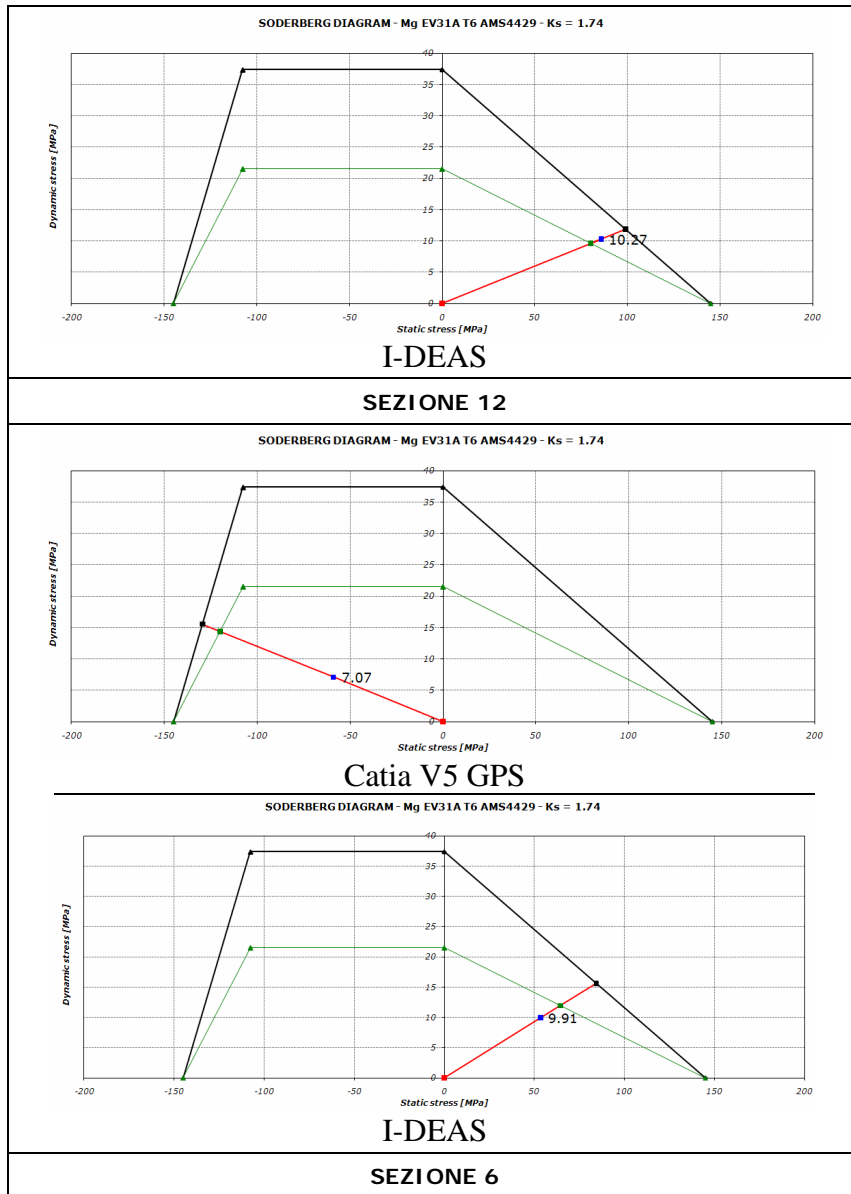 SODERBERG DIAGRAM - Mg EV31A T6 AMS4429 - Ks = 1.74
Dynamic stress [MPa]
40
35
30
25
20
15
10
5
0
10.27
-200 -150 -100 -50 0 50 100 150 200
Static stress [MPa]
I-DEAS
SEZIONE 12
SODERBERG DIAGRAM - Mg EV31A T6 AMS4429 - Ks = 1.74
Dynamic stress [MPa]
40
35
30
25
20
15
10
5
0
7.07
-200 -150 -100 -50 0 50 100 150 200
Static stress [MPa]
Catia V5 GPS
SODERBERG DIAGRAM - Mg EV31A T6 AMS4429 - Ks = 1.74
Dynamic stress [MPa]
40
35
30
25
20
15
10
5
0
9.91
-200 -150 -100 -50 0 50 100 150 200
Static stress [MPa]
I-DEAS
SEZIONE 6